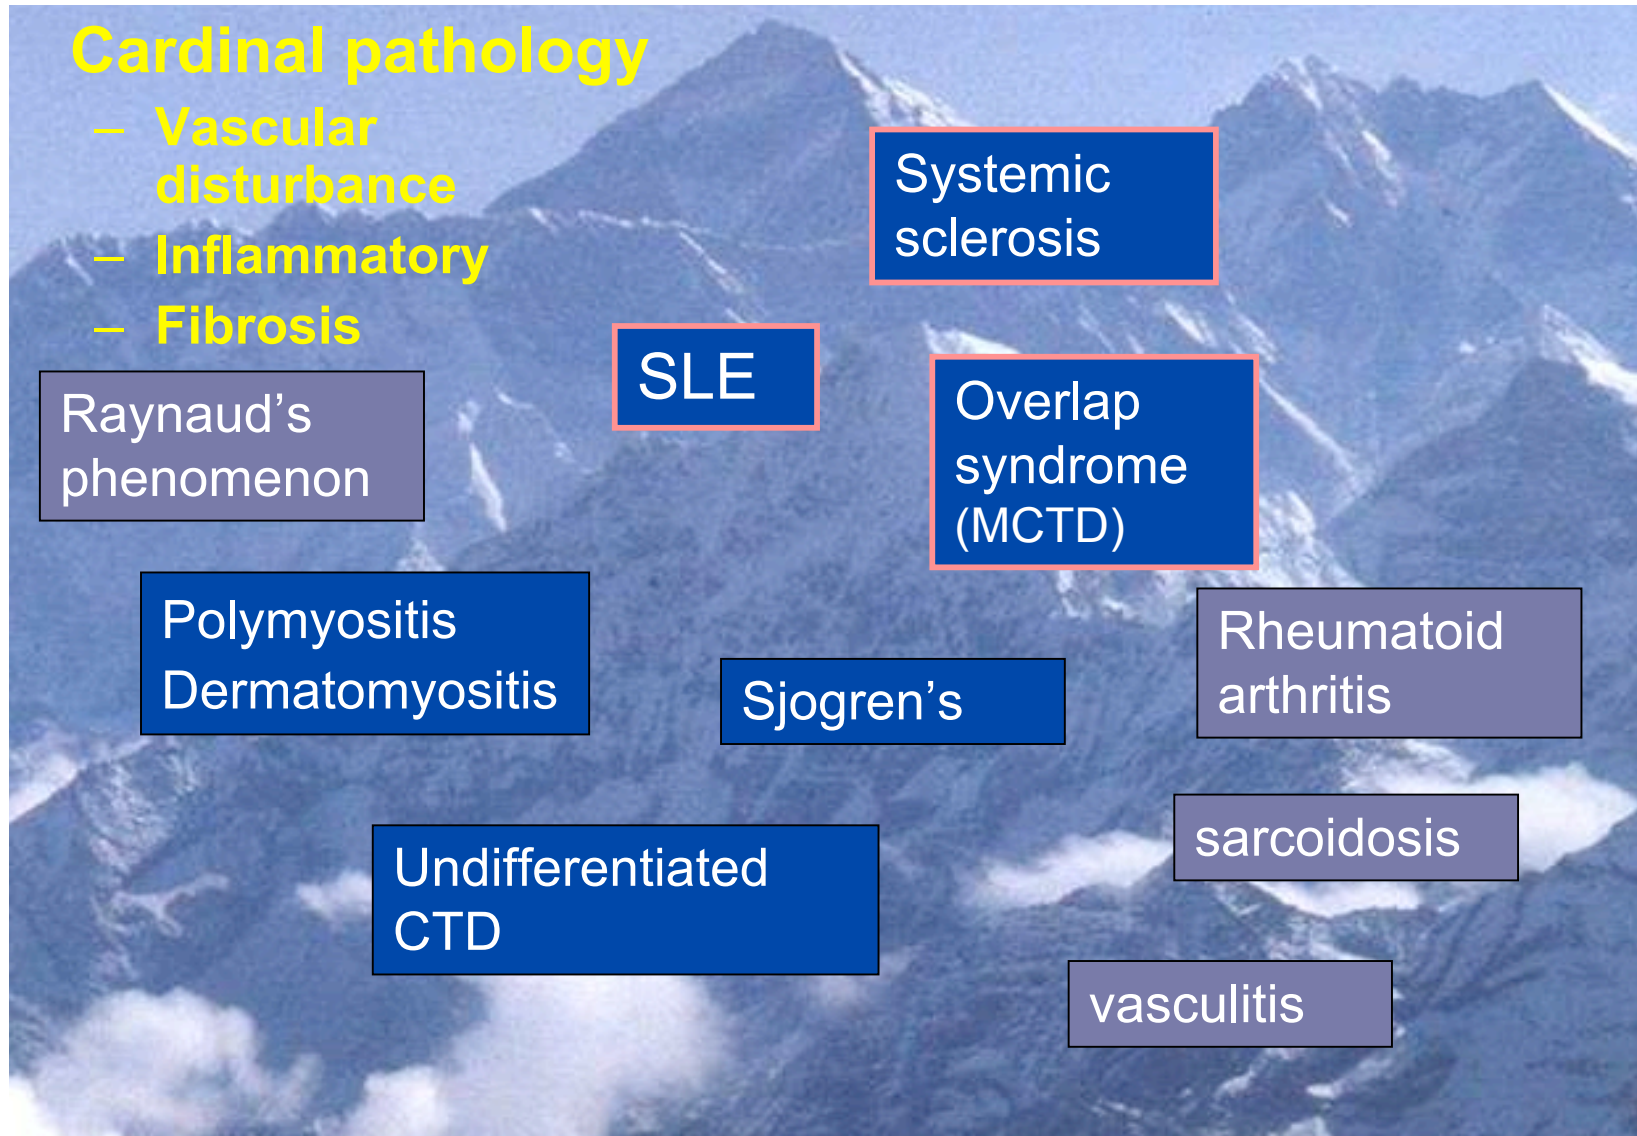 Cardinal pathology
– Vascular
disturbance
– Inflammatory
– Fibrosis
Systemic
sclerosis
SLE
Overlap
syndrome
(MCTD)
Raynaud’s
phenomenon
Polymyositis
Dermatomyositis
Sjogren’s
Rheumatoid
arthritis
sarcoidosis
Undifferentiated
CTD
vasculitis